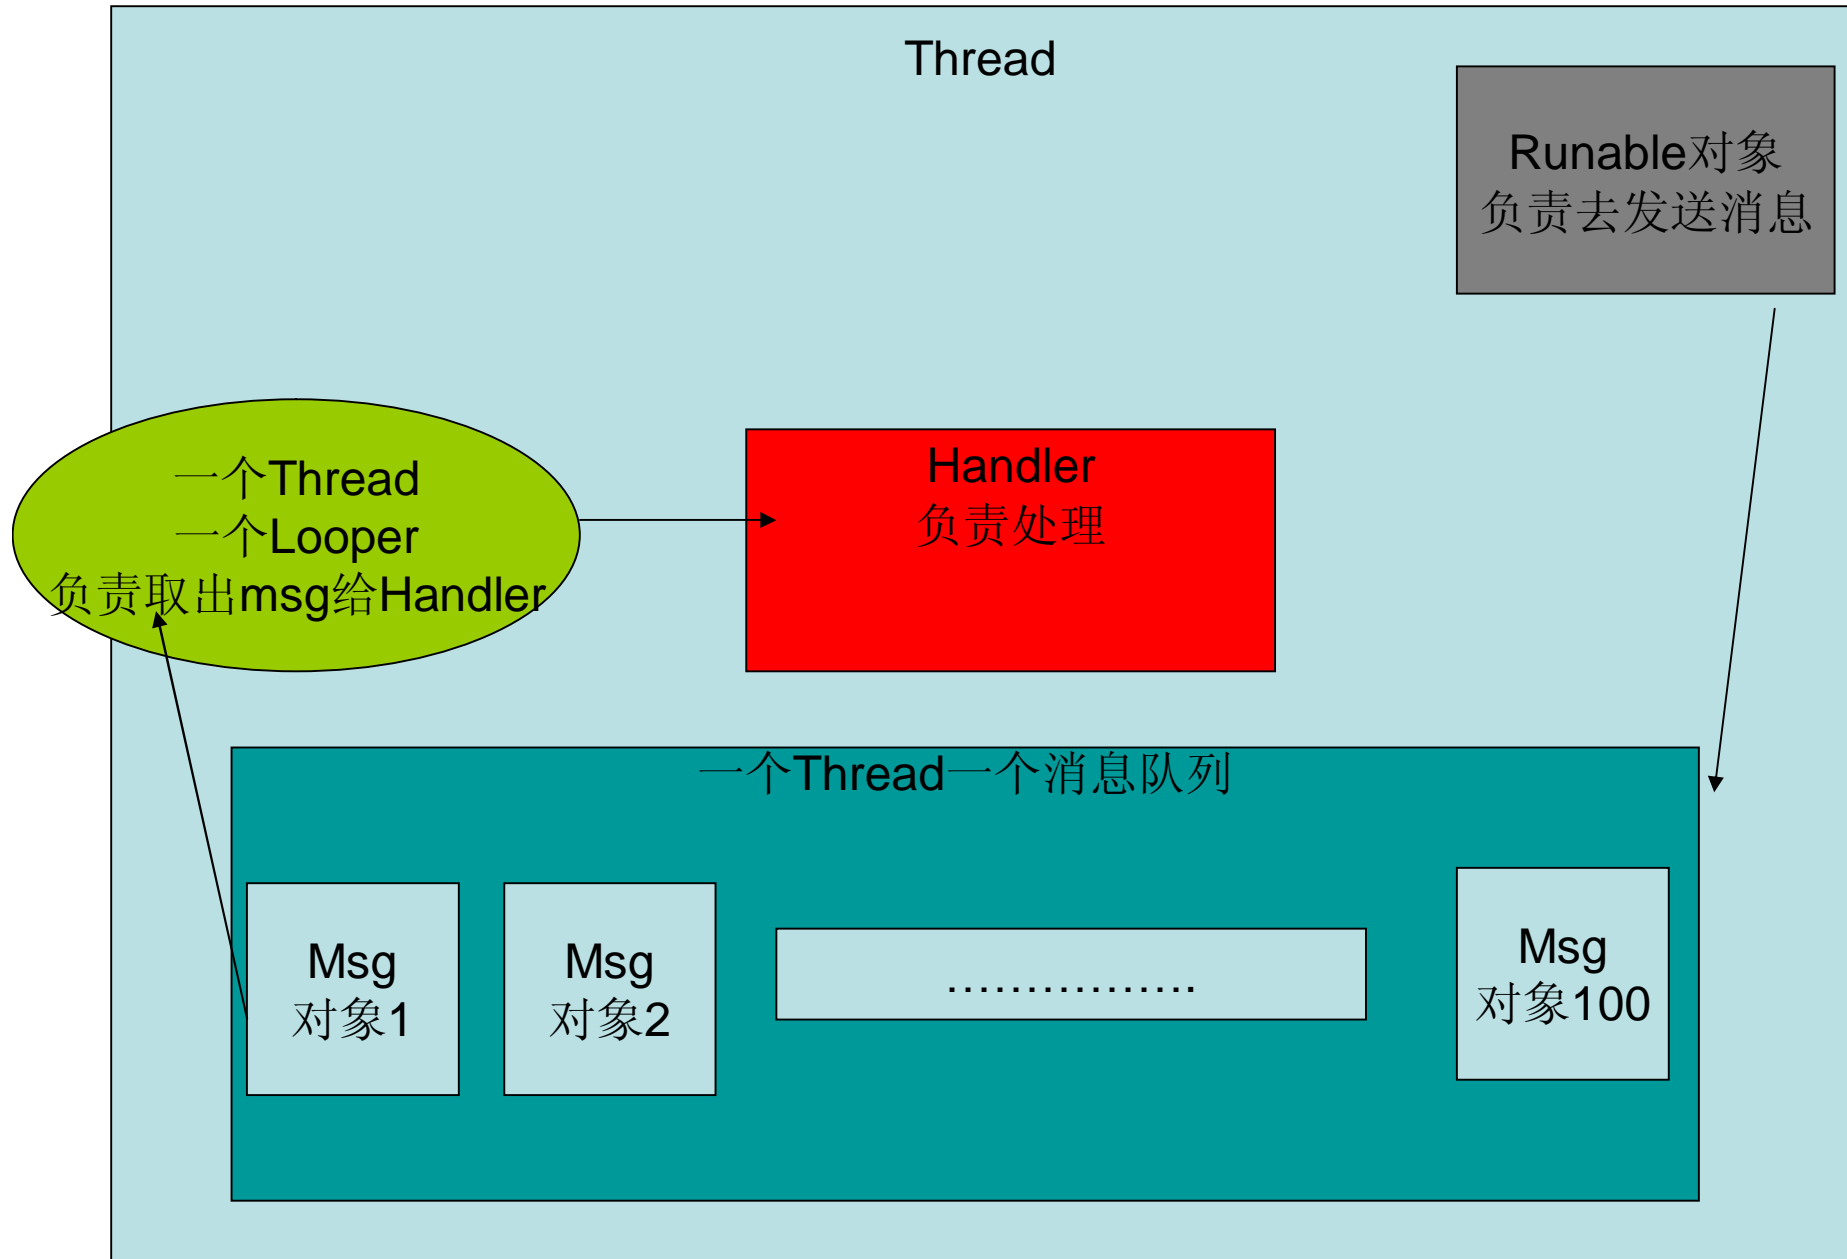 Thread
Runable对象
负责去发送消息
一个Thread
一个Looper
负责取出msg给Handler
Handler
负责处理
一个Thread一个消息队列
Msg
对象1
Msg
对象2
................
Msg
对象100